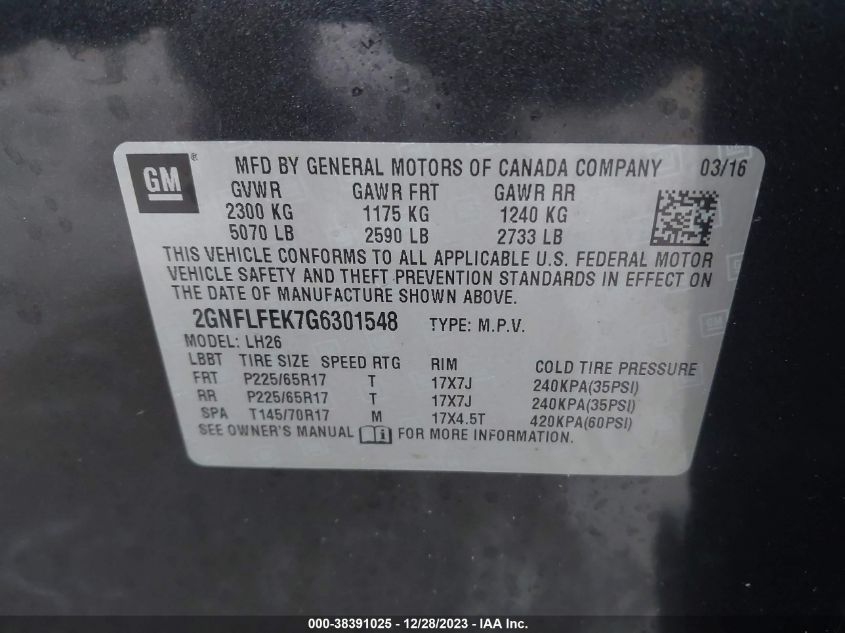 GM ® MFD BY GENERAL MOTORS OF CANADA COMPANY 03/16
GVWR GAWR FRT GAWR RR
2300 KG 1175 KG 1240 KG
5070 LB 2590 LB 2733 LB
THIS VEHICLE CONFORMS TO ALL APPLICABLE U.S. FEDERAL MOTOR
VEHICLE SAFETY AND THEFT PREVENTION STANDARDS IN EFFECT ON
THE DATE OF MANUFACTURE SHOWN ABOVE.
2GNFLFEK7G6301548 TYPE: M.P.V.
MODEL: LH26
LBBT TIRE SIZE SPEED RTG RIM COLD TIRE PRESSURE
FRT P225/65R17 T 17X7J 240KPA(35PSI)
RR P225/65R17 T 17X7J 240KPA(35PSI)
SPA T145/70R17 M 17X4.5T 420KPA(60PSI)
SEE OWNER'S MANUAL FOR MORE INFORMATION.
000-38391025 - 12/28/2023 - IAA Inc.